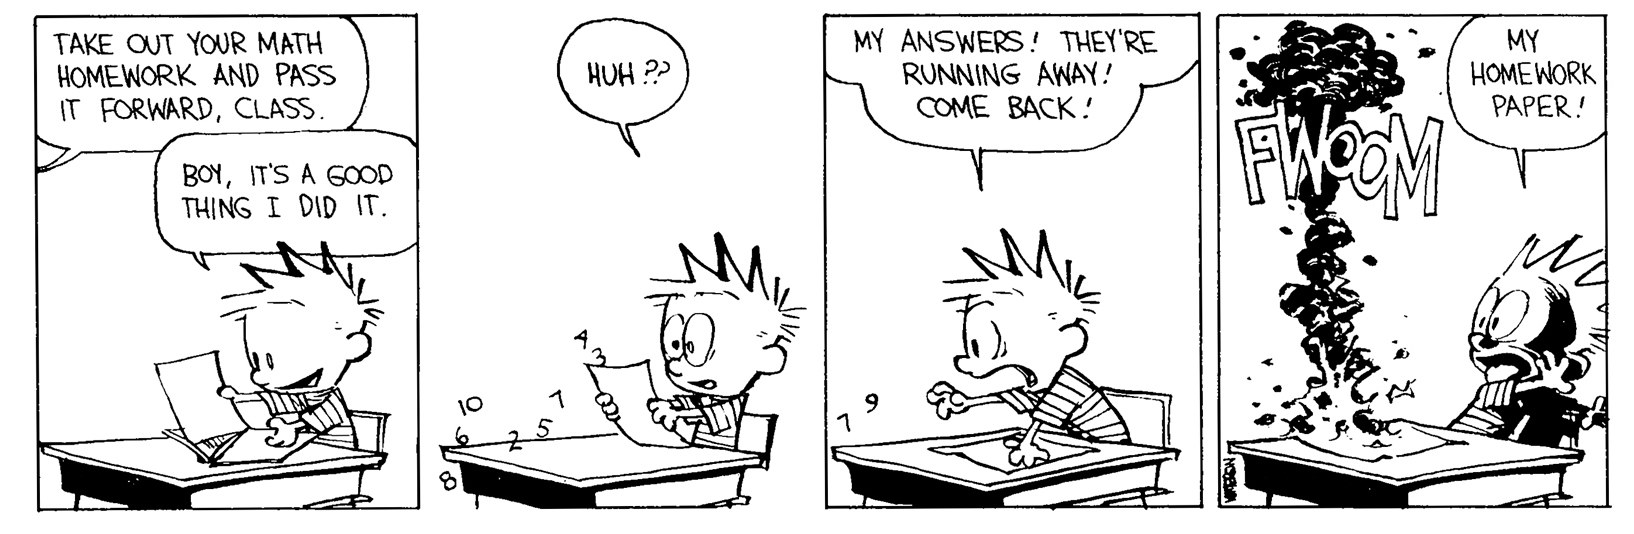 TAKE OUT YOUR MATH
HOMEWORK AND PASS
IT FORWARD, CLASS.
BOY, IT'S A GOOD
THING I DID IT.
HUH??
4
3
7
10
5
6
2
8
MY ANSWERS! THEY'RE
RUNNING AWAY!
COME BACK!
9
7
FWOOM
MY
HOMEWORK
PAPER!
WATTERSON